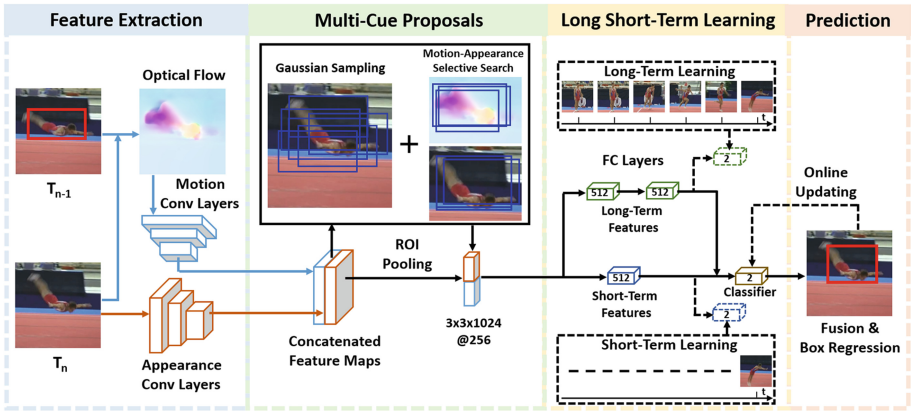 Feature Extraction
Multi-Cue Proposals
Long Short-Term Learning
Prediction
Optical Flow
T_{n-1}
Motion
Conv Layers
T_n
Appearance
Conv Layers
Gaussian Sampling
Motion-Appearance
Selective Search
+
ROI
Pooling
Concatenated
Feature Maps
3x3x1024
@256
Long-Term Learning
t
2
FC Layers
512
512
Long-Term
Features
512
Short-Term
Features
2
Classifier
2
Short-Term Learning
t
Online
Updating
Fusion &
Box Regression